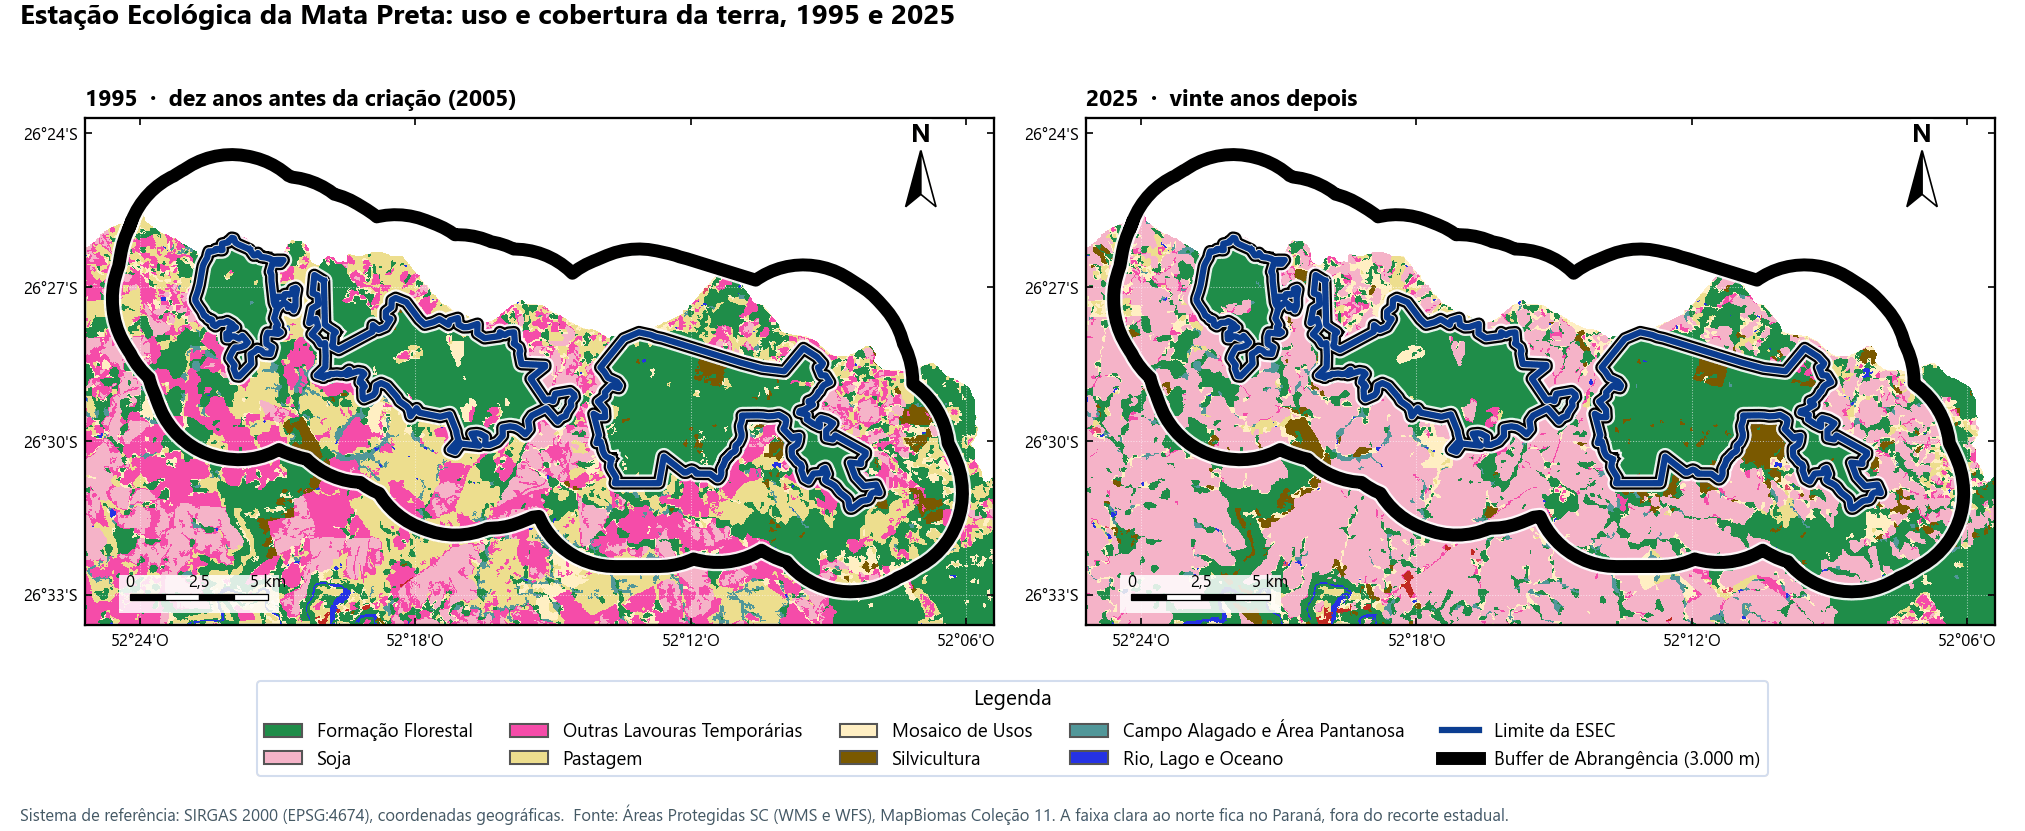 Estação Ecológica da Mata Preta: uso e cobertura da terra, 1995 e 2025
1995 · dez anos antes da criação (2005)
26°24'S
26°27'S
26°30'S
26°33'S
N
0 2,5 5 km
52°24'O 52°18'O 52°12'O 52°06'O
2025 · vinte anos depois
26°24'S
26°27'S
26°30'S
26°33'S
N
0 2,5 5 km
52°24'O 52°18'O 52°12'O 52°06'O
Legenda
Formação Florestal Outras Lavouras Temporárias Mosaico de Usos Campo Alagado e Área Pantanosa Limite da ESEC
Soja Pastagem Silvicultura Rio, Lago e Oceano Buffer de Abrangência (3.000 m)
Sistema de referência: SIRGAS 2000 (EPSG:4674), coordenadas geográficas. Fonte: Áreas Protegidas SC (WMS e WFS), MapBiomas Coleção 11. A faixa clara ao norte fica no Paraná, fora do recorte estadual.